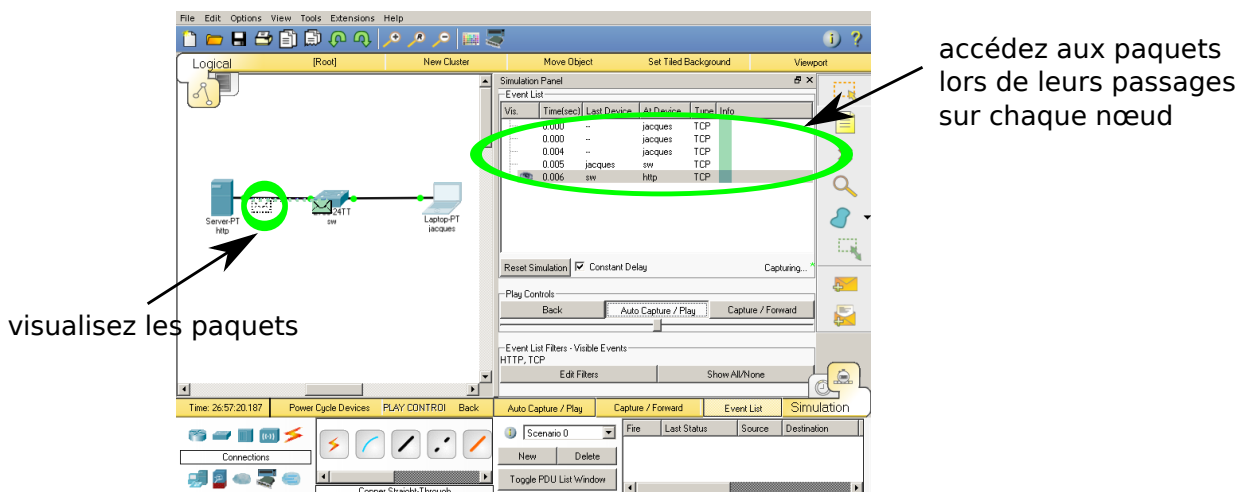 File Edit Options View Tools Extensions Help
Logical [Root] New Cluster Move Object Set Tiled Background Viewport
Simulation Panel
Event List
Vis. Time(sec) Last Device At Device Type Info
0.000 -- jacques TCP
0.000 -- jacques TCP
0.004 -- jacques TCP
0.005 jacques sw TCP
0.006 sw http TCP
accédez aux paquets
lors de leurs passages
sur chaque nœud
Server-PT
http
24TT
sw
Laptop-PT
jacques
Reset Simulation Constant Delay Capturing... *
Play Controls
Back Auto Capture / Play Capture / Forward
visualisez les paquets
Event List Filters - Visible Events
HTTP, TCP
Edit Filters Show All/None
Time: 26:57:20.187 Power Cycle Devices PLAY CONTROL Back Auto Capture / Play Capture / Forward Event List Simulation
Connections
Scenario 0
New Delete
Toggle PDU List Window
Fire Last Status Source Destination
Copper Straight-Through